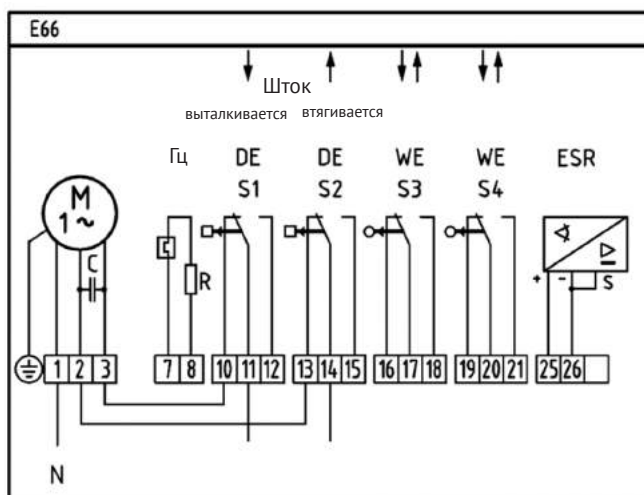 E66
Шток
выталкивается втягивается
Гц DE DE WE WE ESR
S1 S2 S3 S4
M
1~
C
R
+ - S
1 2 3 7 8 10 11 12 13 14 15 16 17 18 19 20 21 25 26
N